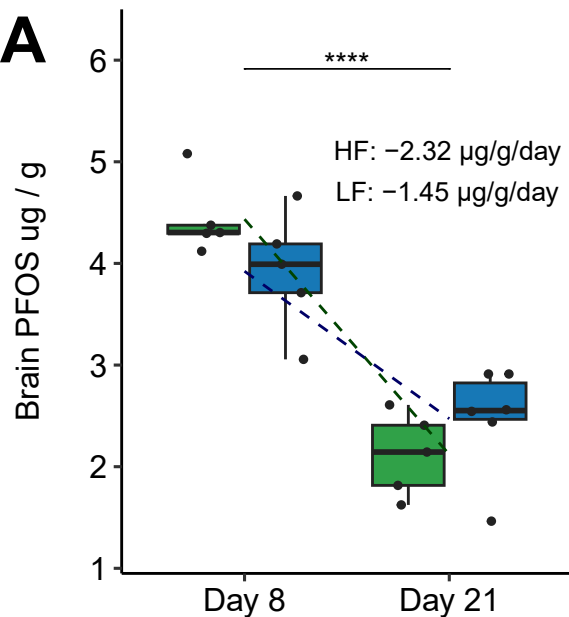 A
****
HF: −2.32 µg/g/day
LF: −1.45 µg/g/day
Brain PFOS ug / g
6
5
4
3
2
1
Day 8
Day 21